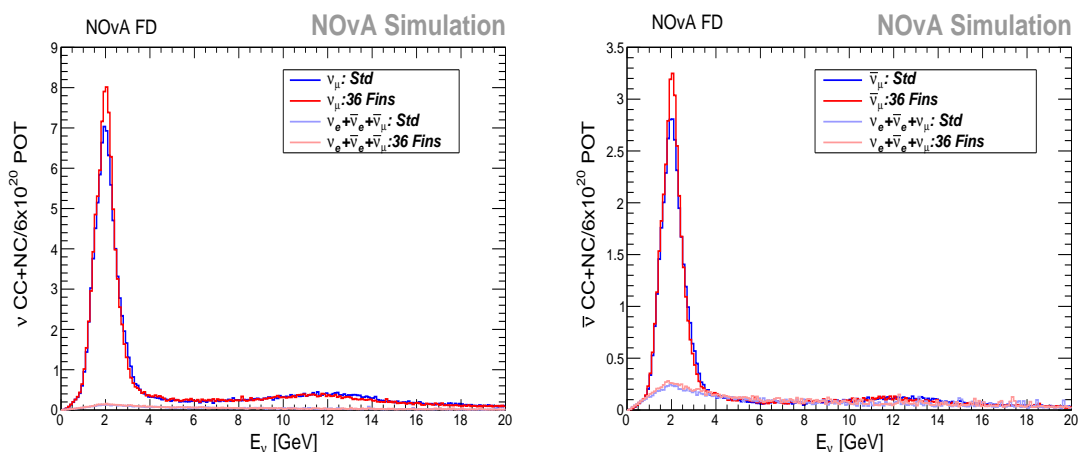 NOvA FD
NOvA Simulation
ν_μ: Std
ν_μ:36 Fins
ν_e+ν̅_e+ν̅_μ: Std
ν_e+ν̅_e+ν̅_μ:36 Fins
ν CC+NC/6x10^20 POT
9
8
7
6
5
4
3
2
1
0
0 2 4 6 8 10 12 14 16 18 20
E_ν [GeV]
NOvA FD
NOvA Simulation
ν̅_μ: Std
ν̅_μ:36 Fins
ν_e+ν̅_e+ν_μ: Std
ν_e+ν̅_e+ν_μ:36 Fins
ν̅ CC+NC/6x10^20 POT
3.5
3
2.5
2
1.5
1
0.5
0
0 2 4 6 8 10 12 14 16 18 20
E_ν [GeV]